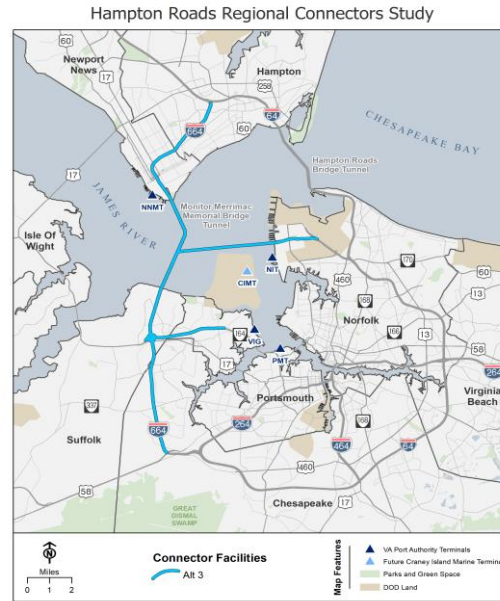 Hampton Roads Regional Connectors Study
60
Newport
News
17
Hampton
258
64
664
60
CHESAPEAKE BAY
Hampton Roads
Bridge Tunnel
17
JAMES RIVER
NNMT
Monitor Merrimac
Memorial Bridge
Tunnel
Isle Of
Wight
NIT
CIMT
460
170
60
13
168
Norfolk
166
13
164
VIG
17
PMT
58
264
Virginia
Beach
Portsmouth
337
664
264
168
Suffolk
464
64
460
58
Chesapeake
17
GREAT
DISMAL
SWAMP
N
Miles
0 1 2
Connector Facilities
Alt 3
Map Features
VA Port Authority Terminals
Future Craney Island Marine Termin
Parks and Green Space
DOD Land